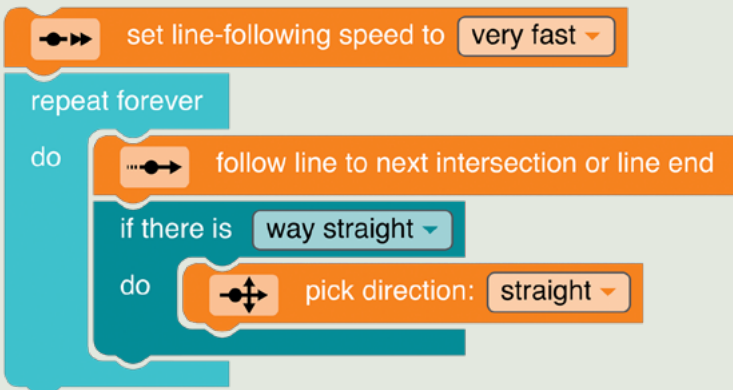 set line-following speed to very fast
repeat forever
do
follow line to next intersection or line end
if there is way straight
do pick direction: straight